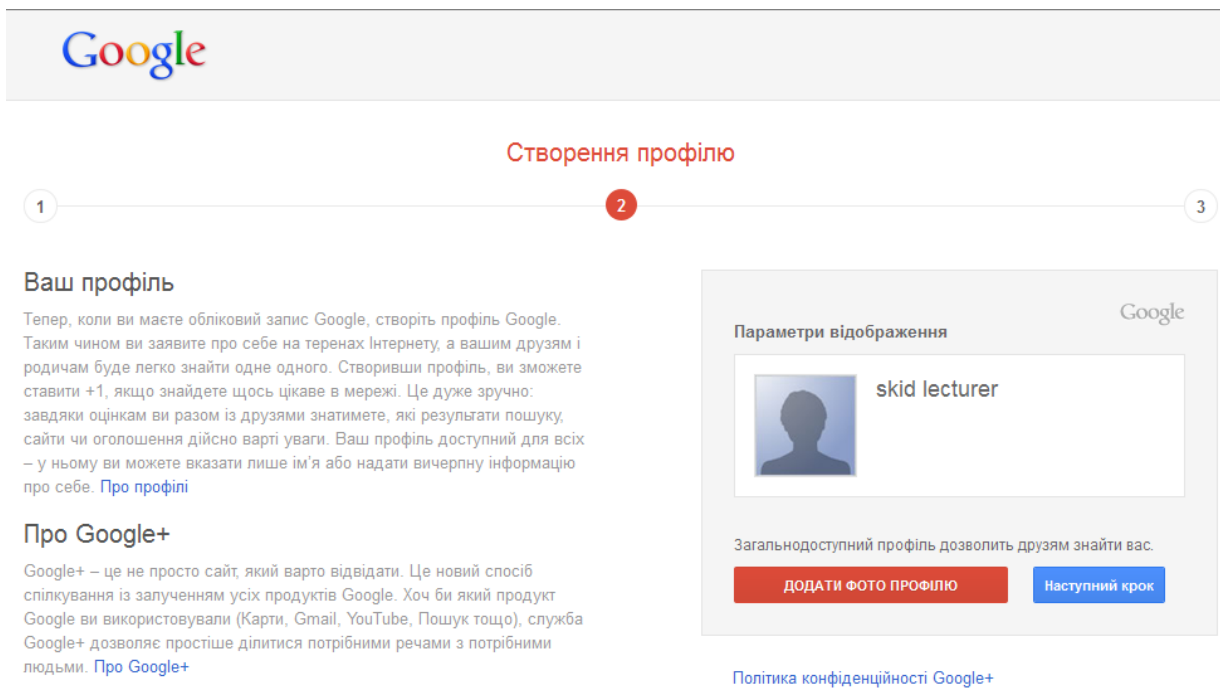 Google
Створення профілю
1
2
3
Ваш профіль
Тепер, коли ви маєте обліковий запис Google, створіть профіль Google.
Таким чином ви заявите про себе на теренах Інтернету, а вашим друзям і
родичам буде легко знайти одне одного. Створивши профіль, ви зможете
ставити +1, якщо знайдете щось цікаве в мережі. Це дуже зручно:
завдяки оцінкам ви разом із друзями знатимете, які результати пошуку,
сайти чи оголошення дійсно варті уваги. Ваш профіль доступний для всіх
– у ньому ви можете вказати лише ім'я або надати вичерпну інформацію
про себе. Про профілі
Про Google+
Google+ – це не просто сайт, який варто відвідати. Це новий спосіб
спілкування із залученням усіх продуктів Google. Хоч би який продукт
Google ви використовували (Карти, Gmail, YouTube, Пошук тощо), служба
Google+ дозволяє простіше ділитися потрібними речами з потрібними
людьми. Про Google+
Google
Параметри відображення
skid lecturer
Загальнодоступний профіль дозволить друзям знайти вас.
ДОДАТИ ФОТО ПРОФІЛЮ
Наступний крок
Політика конфіденційності Google+